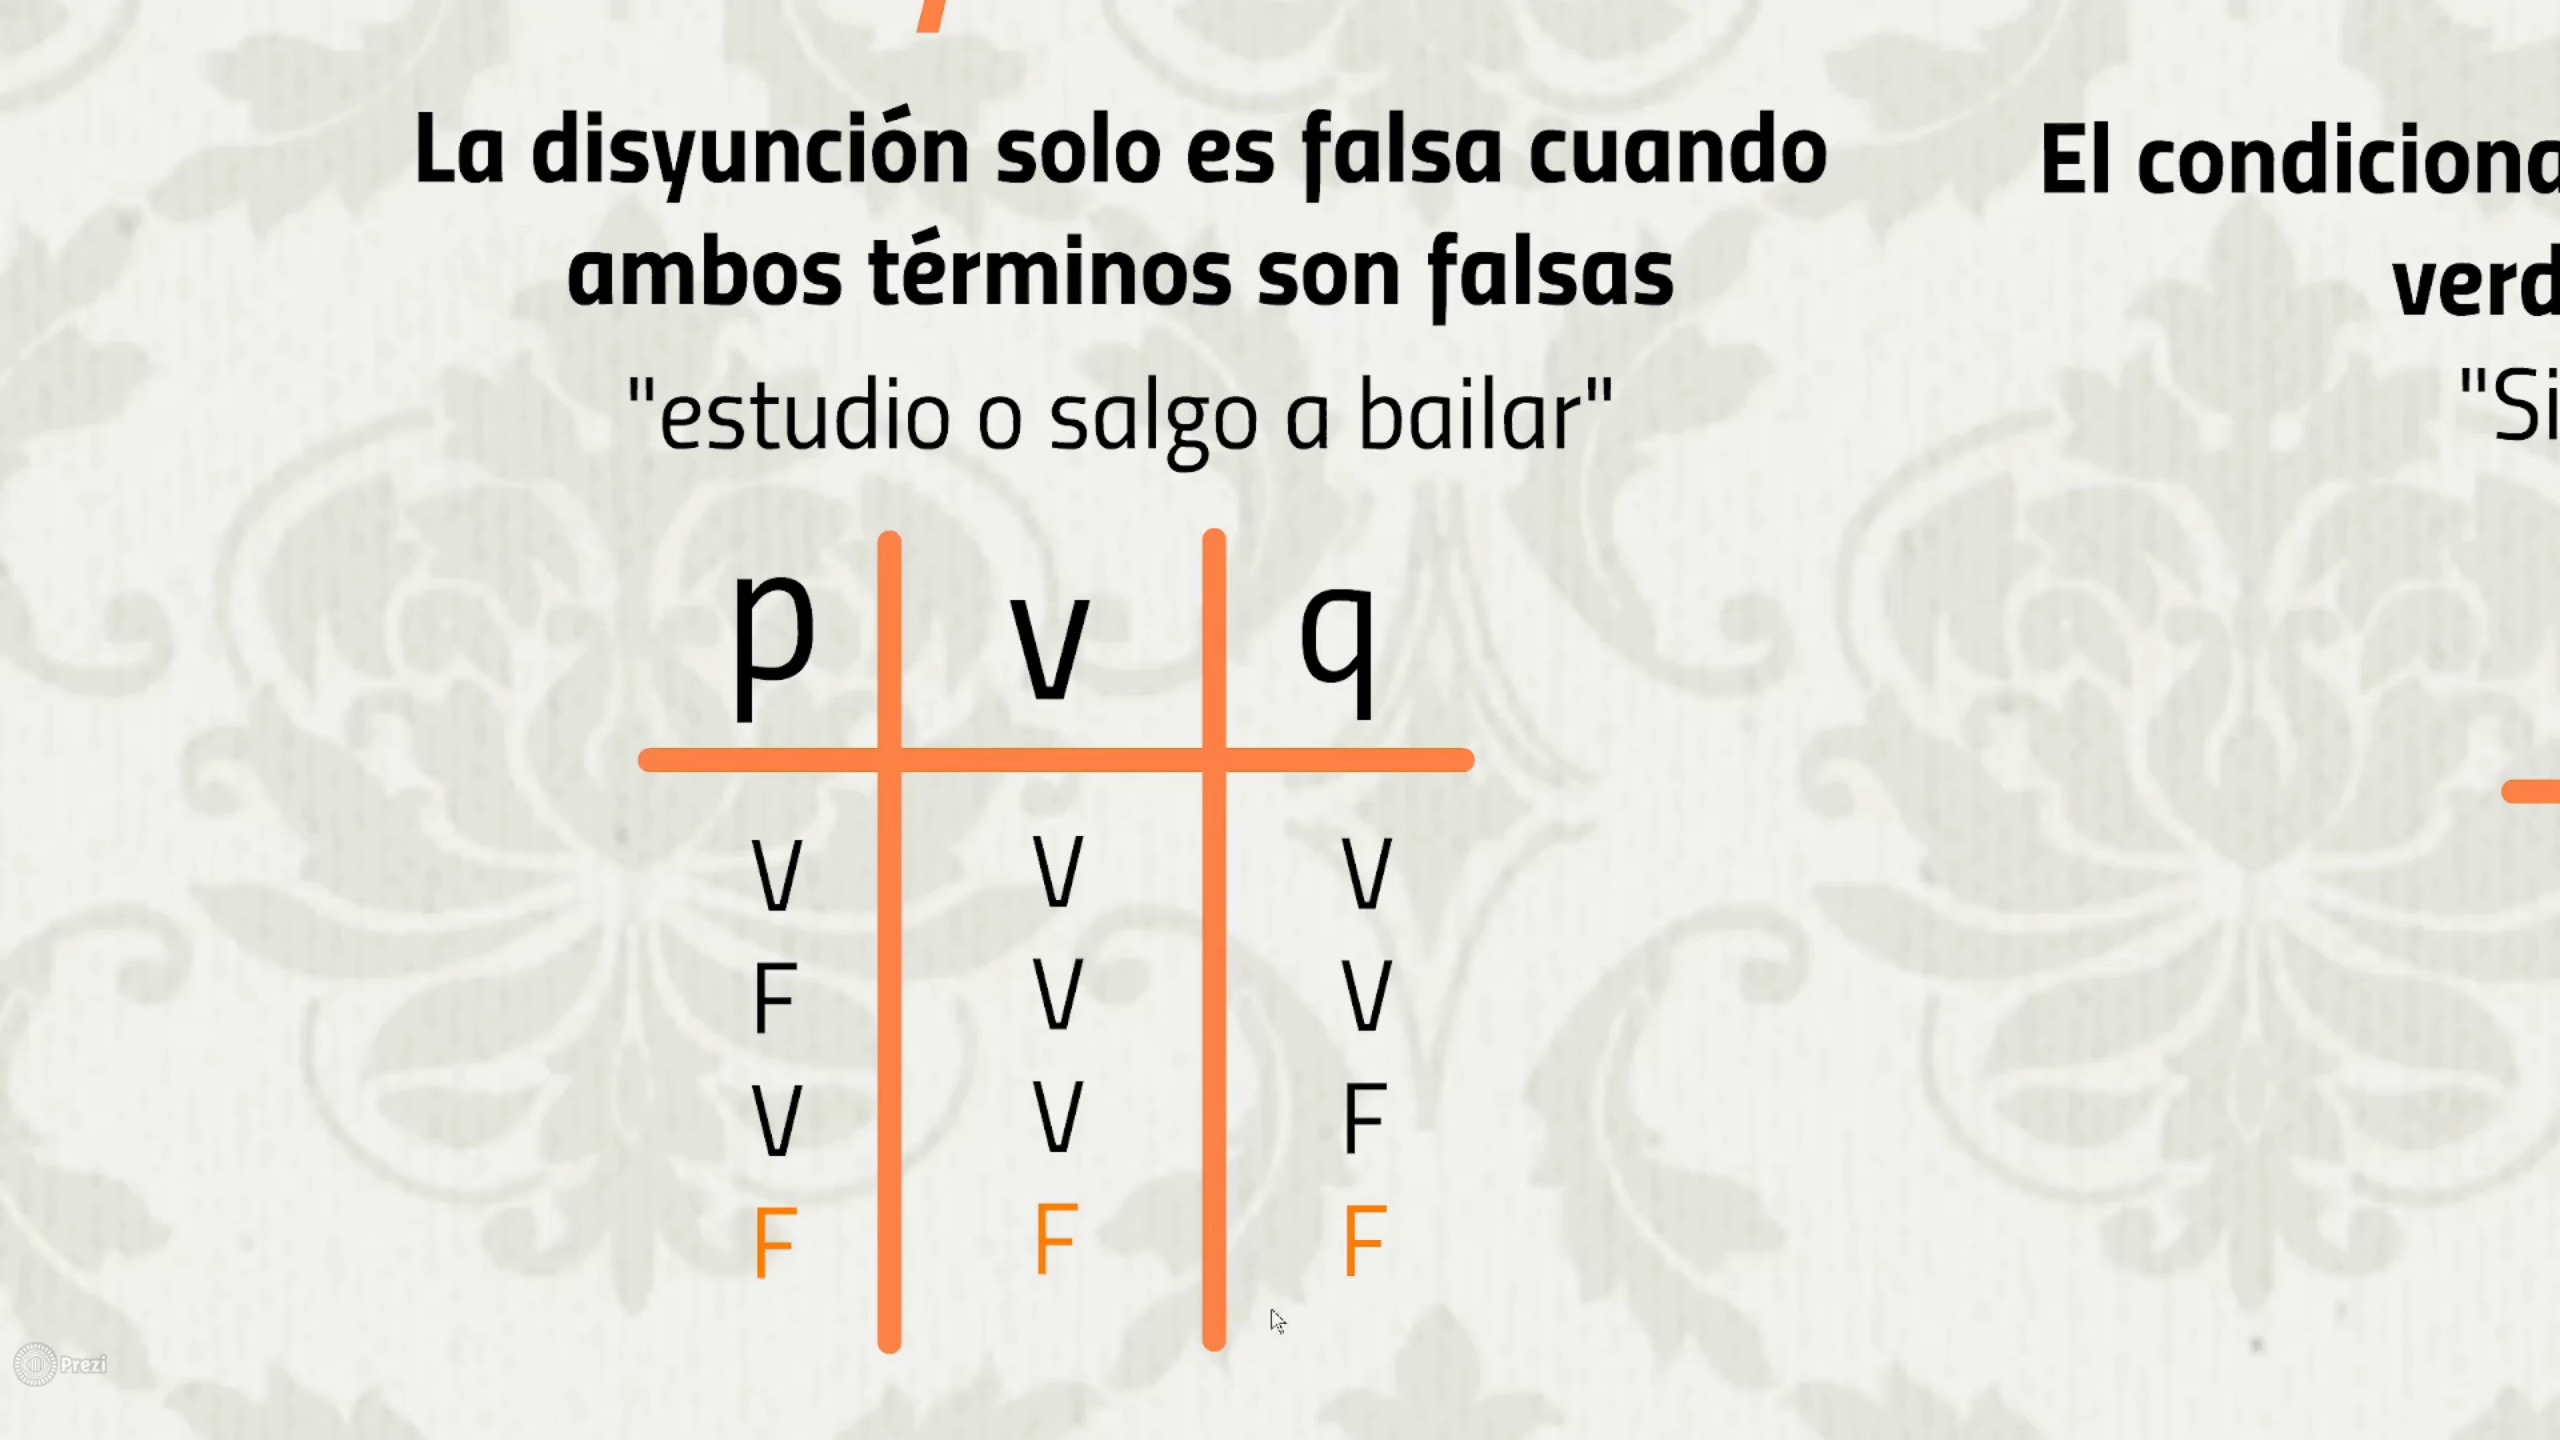 La disyunción solo es falsa cuando
ambos términos son falsas
"estudio o salgo a bailar"
p v q
V V V
F V V
V V F
F F F
El condiciona
verd
"Si
Prezi